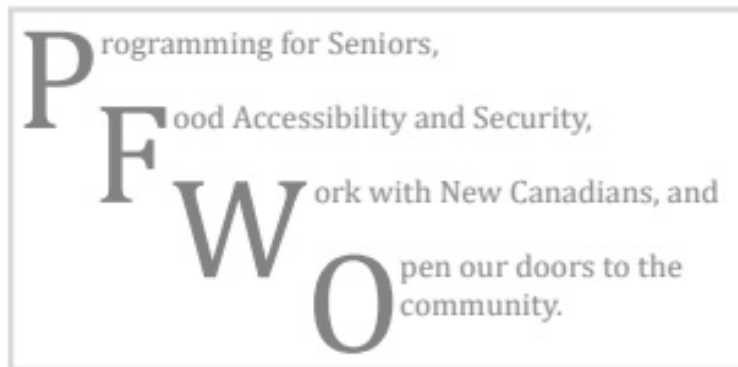 Programming for Seniors,
Food Accessibility and Security,
Work with New Canadians, and
Open our doors to the
community.